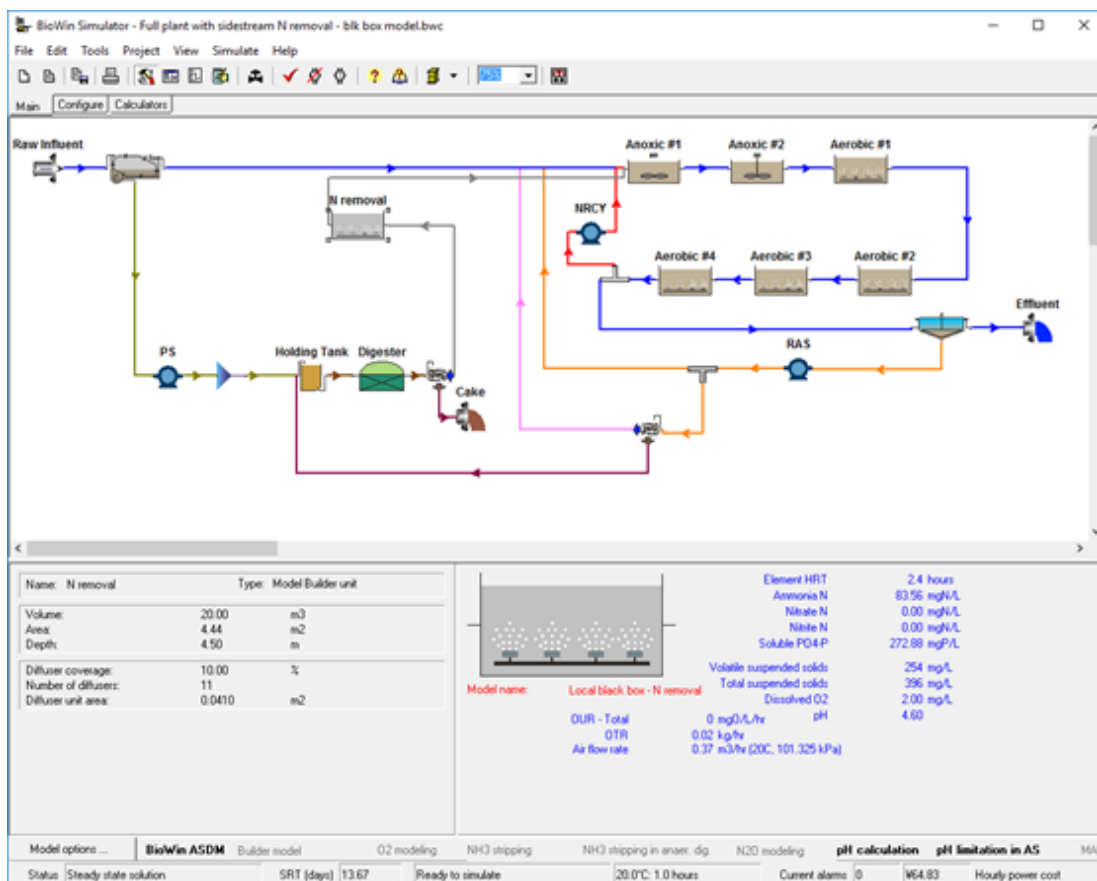 BioWin Simulator - Full plant with sidestream N removal - blk box model.bwc
File Edit Tools Project View Simulate Help
75%
Main Configure Calculators
Raw Influent
Anoxic #1 Anoxic #2 Aerobic #1
N removal
NRCY
Aerobic #4 Aerobic #3 Aerobic #2
Effluent
PS Holding Tank Digester RAS
Cake
Name: N removal Type: Model Builder unit
Volume: 20.00 m3
Area: 4.44 m2
Depth: 4.50 m
Diffuser coverage: 10.00 %
Number of diffusers: 11
Diffuser unit area: 0.0410 m2
Element HRT 2.4 hours
Ammonia N 83.56 mgN/L
Nitrate N 0.00 mgN/L
Nitrite N 0.00 mgN/L
Soluble PO4-P 272.88 mgP/L
Volatile suspended solids 254 mg/L
Total suspended solids 396 mg/L
Dissolved O2 2.00 mg/L
pH 4.60
Model name: Local black box - N removal
OUR - Total 0 mgO/L/hr
OTR 0.02 kg/hr
Air flow rate 0.37 m3/hr (20C, 101.325 kPa)
Model options ... BioWin ASDM Builder model O2 modeling NH3 stripping NH3 stripping in anaer. dig. N2O modeling pH calculation pH limitation in AS MA
Status Steady state solution SRT (days) 13.67 Ready to simulate 20.0°C: 1.0 hours Current alarms 0 ¥64.83 Hourly power cost